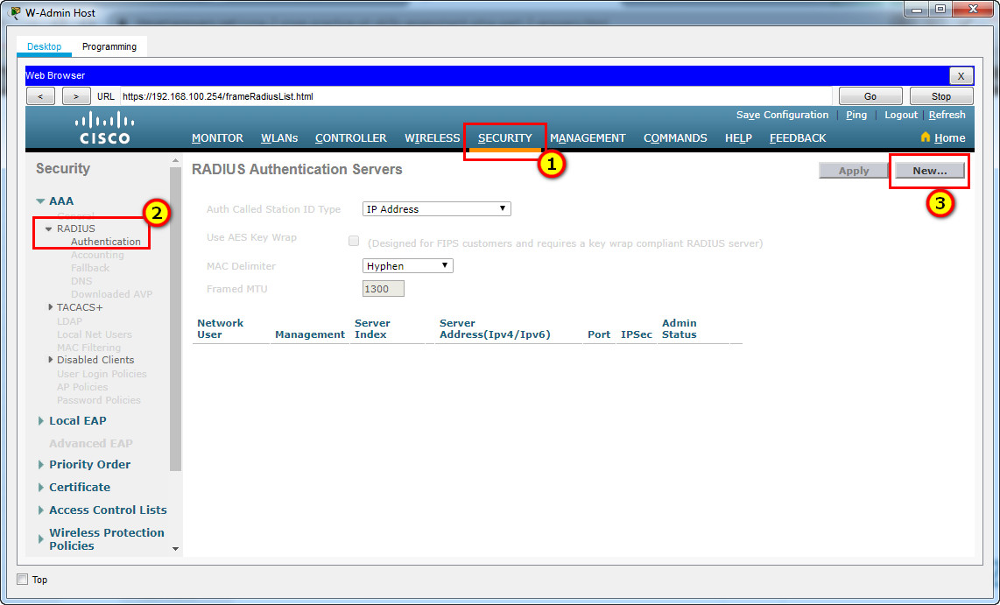 W-Admin Host
Desktop Programming
Web Browser X
< > URL https://192.168.100.254/frameRadiusList.html Go Stop
Save Configuration | Ping | Logout | Refresh
CISCO
MONITOR WLANs CONTROLLER WIRELESS SECURITY MANAGEMENT COMMANDS HELP FEEDBACK Home
1
Security
AAA
General
RADIUS
Authentication
2
Accounting
Fallback
DNS
Downloaded AVP
TACACS+
LDAP
Local Net Users
MAC Filtering
Disabled Clients
User Login Policies
AP Policies
Password Policies
Local EAP
Advanced EAP
Priority Order
Certificate
Access Control Lists
Wireless Protection
Policies
RADIUS Authentication Servers Apply New...
3
Auth Called Station ID Type IP Address
Use AES Key Wrap (Designed for FIPS customers and requires a key wrap compliant RADIUS server)
MAC Delimiter Hyphen
Framed MTU 1300
Network Server Server Admin
User Management Index Address(Ipv4/Ipv6) Port IPSec Status
Top